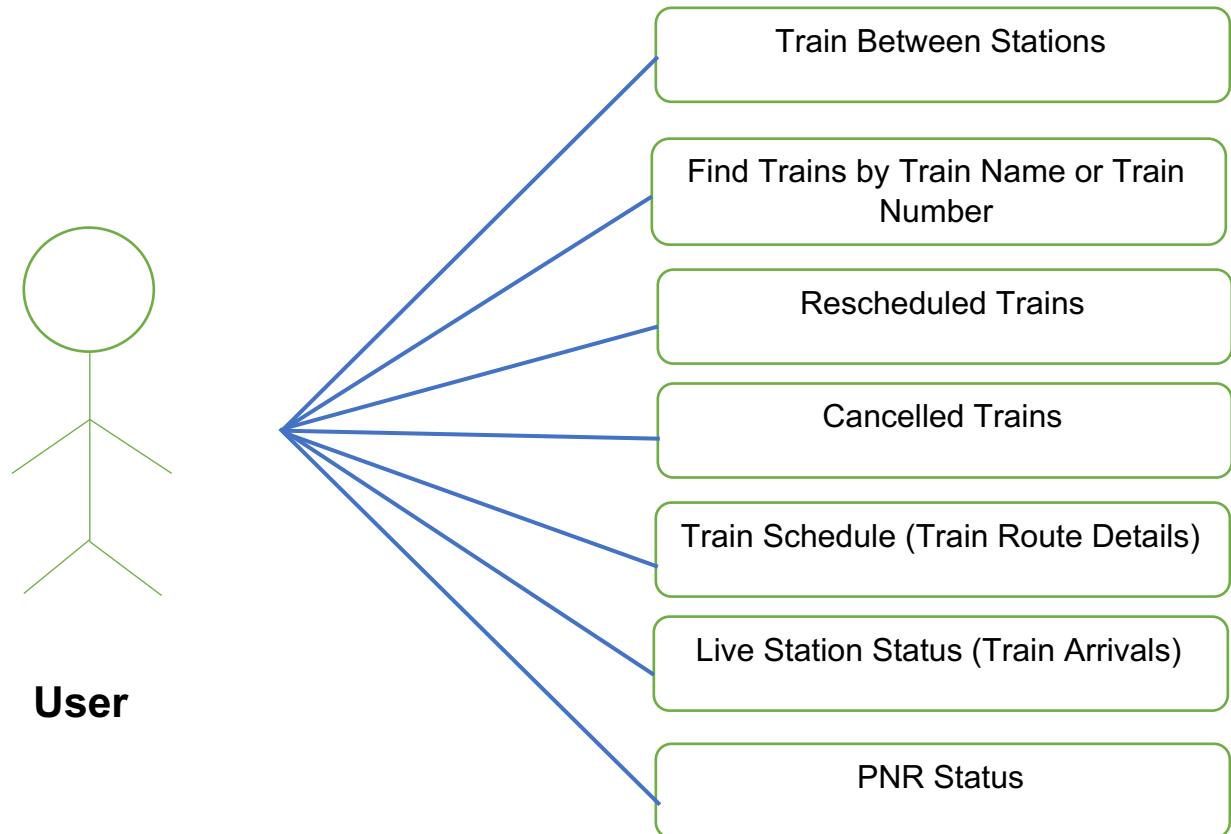 Train Between Stations
Find Trains by Train Name or Train
Number
Rescheduled Trains
Cancelled Trains
Train Schedule (Train Route Details)
Live Station Status (Train Arrivals)
User
PNR Status